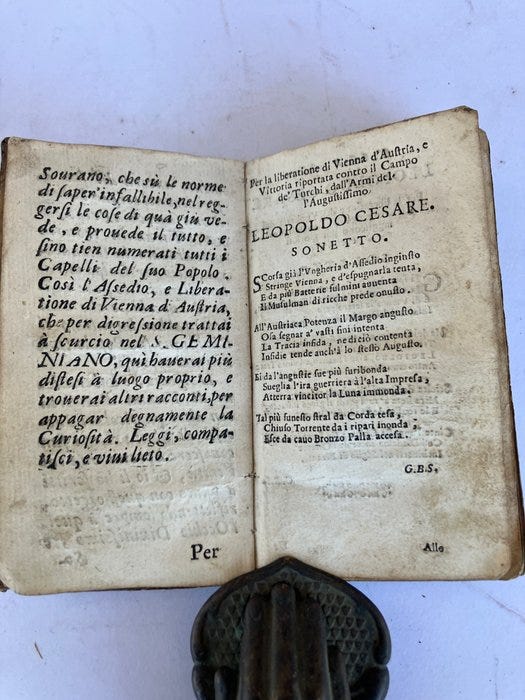 Sourano, che sù le norme
di saper' infallibile, nel reg-
gersi le cose di quà giù ve-
de, e prouede il tutto, e
sino tien numerati tutti i
Capelli del suo Popolo.
Così l'Assedio, e Libera-
tione di Vienna d'Austria,
che per digressione trattai
à scurcio nel S. GEMI-
NIANO, quì hauerai più
distesi à luogo proprio, e
trouerai altri racconti, per
appagar degnamente la
Curiosità. Leggi, compa-
tisci, e viui lieto.
Per
Per la liberatione di Vienna d'Austria, e
Vittoria riportata contro il Campo
de' Turchi, dall'Armi del-
l'Augustissimo
LEOPOLDO CESARE.
SONETTO.
SCorsa già l'Vngheria d'Assedio ingiusto
Stringe Vienna, e d'espugnarla tenta,
E da più Batterie fulmini auuenta
Il Musulman di ricche prede onusto.
All'Austriaca Potenza il Margo angusto
Osa segnar a' vasti sini intenta
La Tracia infida, ne di ciò contenta
Insidie tende anch'à lo stesso Augusto.
Ei da l'angustie sue più furibonda
Sueglia l'ira guerriera à l'alta Impresa,
Atterra vincitor la Luna immonda.
Tal più funesto stral da Corda tesa,
Chiuso Torrente da i ripari inonda;
Esce da cauo Bronzo Palla accesa.
G.B.S.
Alle